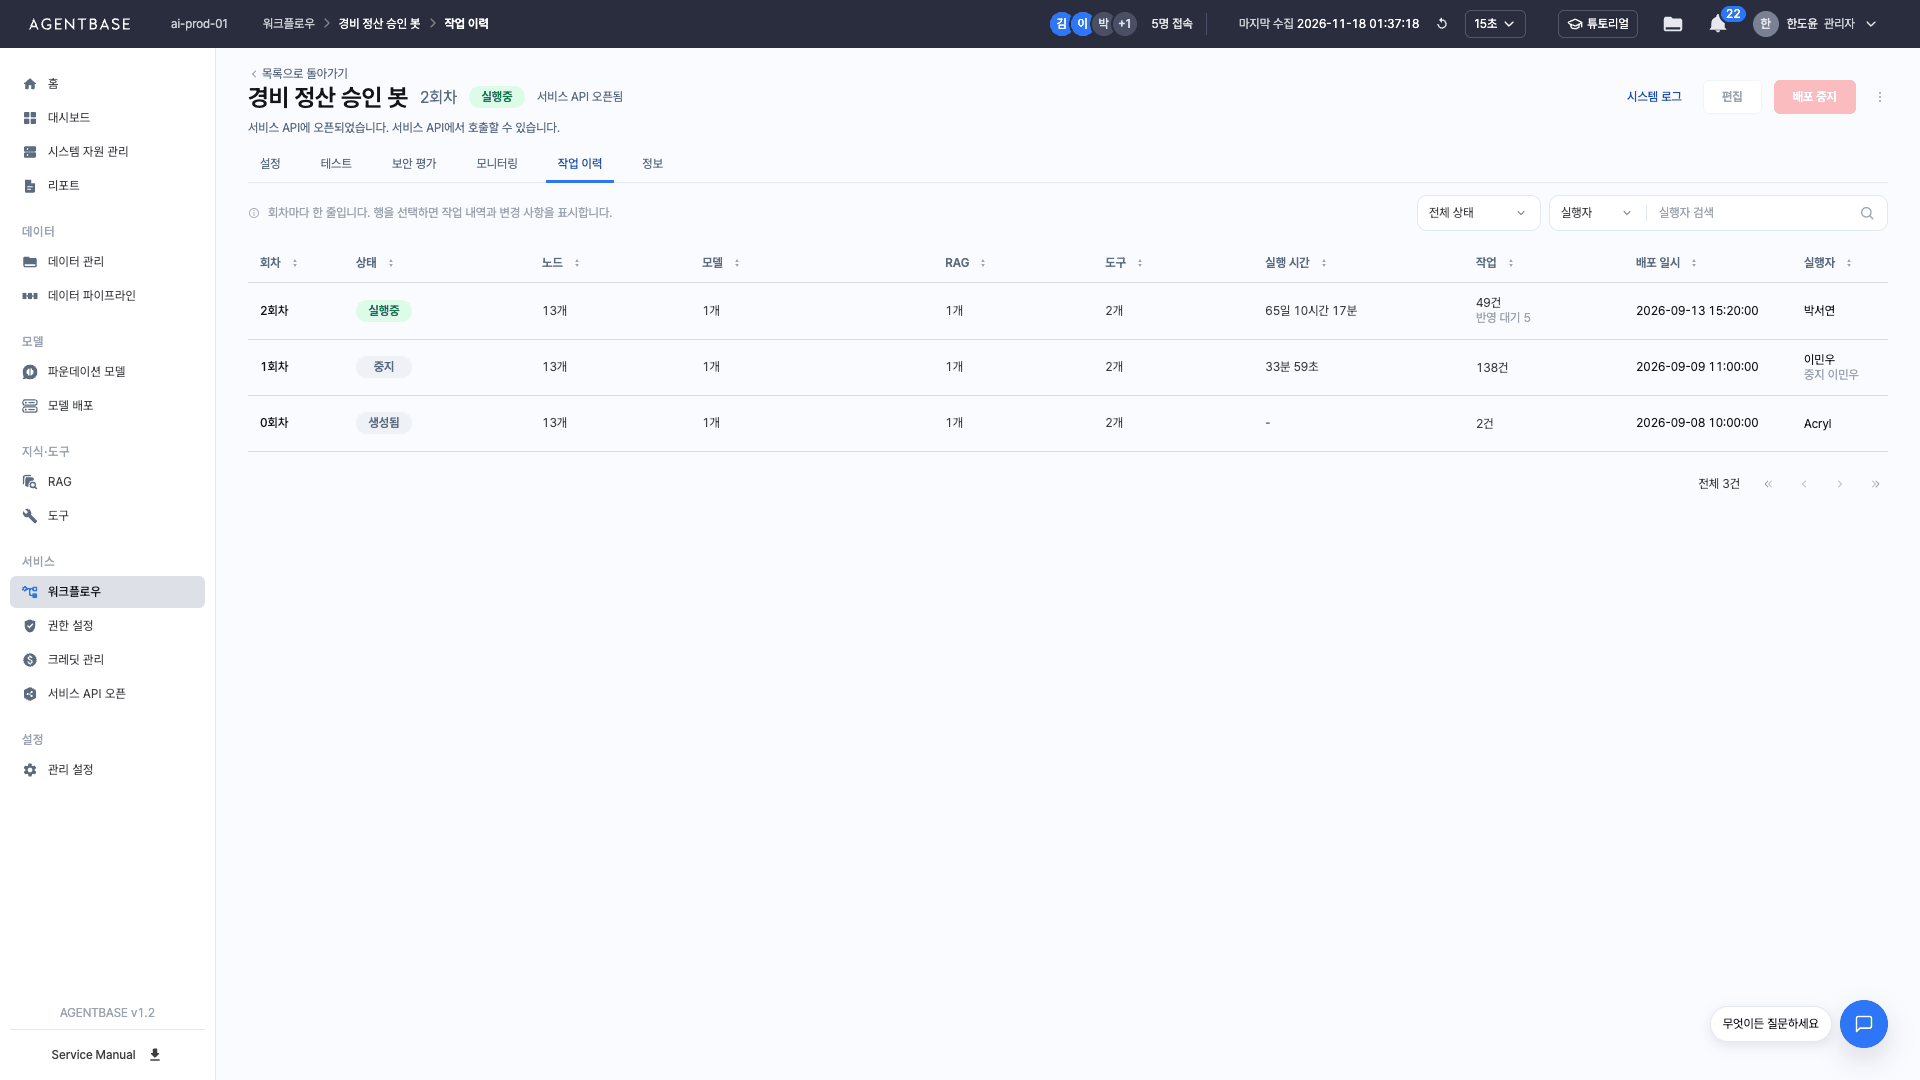 AGENTBASE
ai-prod-01
워크플로우 > 경비 정산 승인 봇 > 작업 이력
김 이 박 +1 5명 접속
마지막 수집 2026-11-18 01:37:18
15초
튜토리얼
22
한 한도윤 관리자
홈
대시보드
시스템 자원 관리
리포트
데이터
데이터 관리
데이터 파이프라인
모델
파운데이션 모델
모델 배포
지식·도구
RAG
도구
서비스
워크플로우
권한 설정
크레딧 관리
서비스 API 오픈
설정
관리 설정
AGENTBASE v1.2
Service Manual
목록으로 돌아가기
경비 정산 승인 봇 2회차 실행중 서비스 API 오픈됨
시스템 로그 편집 배포 중지
서비스 API에 오픈되었습니다. 서비스 API에서 호출할 수 있습니다.
설정 테스트 보안 평가 모니터링 작업 이력 정보
회차마다 한 줄입니다. 행을 선택하면 작업 내역과 변경 사항을 표시합니다.
전체 상태 실행자 실행자 검색
회차 상태 노드 모델 RAG 도구 실행 시간 작업 배포 일시 실행자
2회차 실행중 13개 1개 1개 2개 65일 10시간 17분 49건 2026-09-13 15:20:00 박서연
반영 대기 5
1회차 중지 13개 1개 1개 2개 33분 59초 138건 2026-09-09 11:00:00 이민우
중지 이민우
0회차 생성됨 13개 1개 1개 2개 - 2건 2026-09-08 10:00:00 Acryl
전체 3건
무엇이든 질문하세요